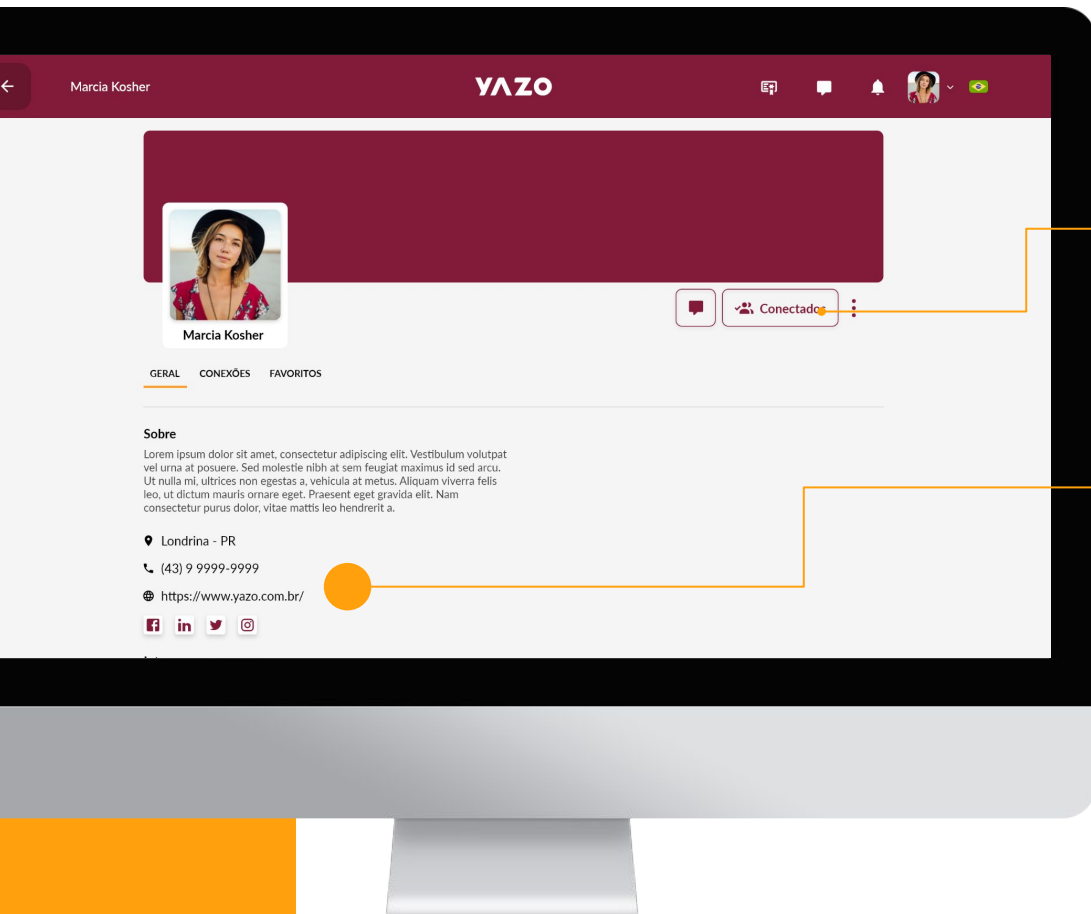 Marcia Kosher
YAZO
Marcia Kosher
Conectados
GERAL CONEXÕES FAVORITOS
Sobre
Lorem ipsum dolor sit amet, consectetur adipiscing elit. Vestibulum volutpat
vel urna at posuere. Sed molestie nibh at sem feugiat maximus id sed arcu.
Ut nulla mi, ultrices non egestas a, vehicula at metus. Aliquam viverra felis
leo, ut dictum mauris ornare eget. Praesent eget gravida elit. Nam
consectetur purus dolor, vitae mattis leo hendrerit a.
Londrina - PR
(43) 9 9999-9999
https://www.yazo.com.br/